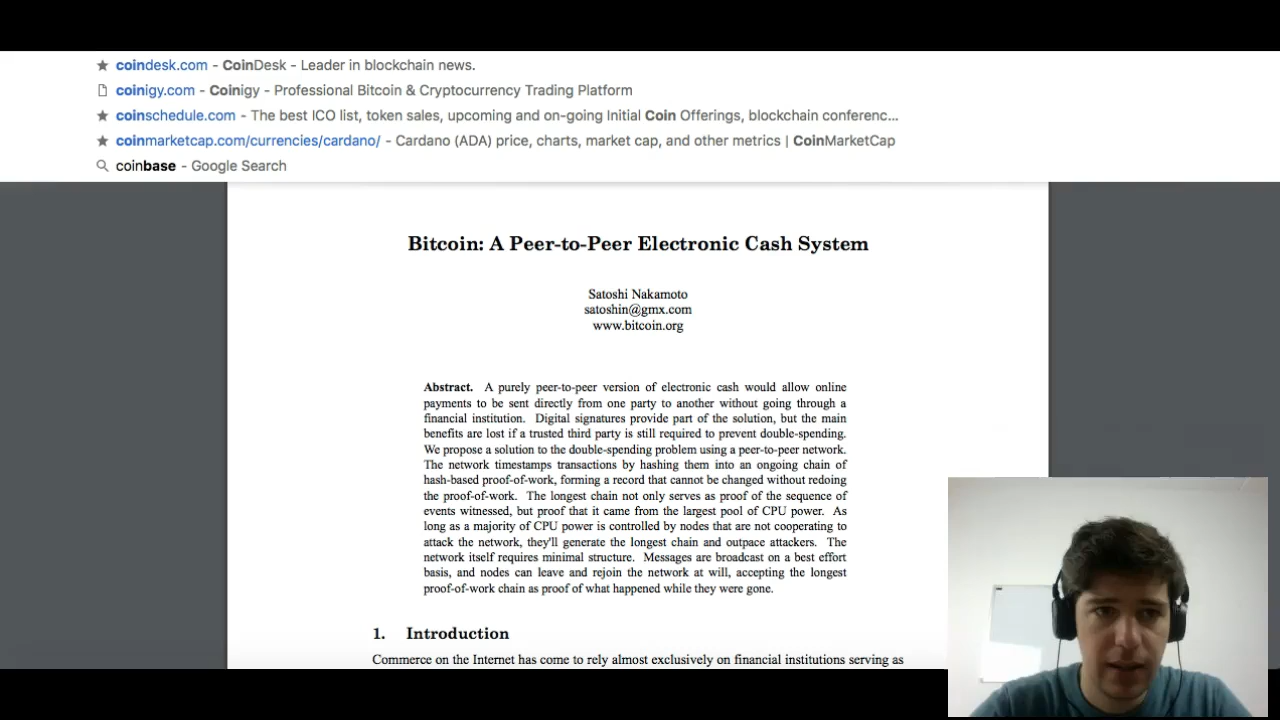 coindesk.com - CoinDesk - Leader in blockchain news.
coinigy.com - Coinigy - Professional Bitcoin & Cryptocurrency Trading Platform
coinschedule.com - The best ICO list, token sales, upcoming and on-going Initial Coin Offerings, blockchain conferenc...
coinmarketcap.com/currencies/cardano/ - Cardano (ADA) price, charts, market cap, and other metrics | CoinMarketCap
coinbase - Google Search
Bitcoin: A Peer-to-Peer Electronic Cash System
Satoshi Nakamoto
satoshin@gmx.com
www.bitcoin.org
Abstract. A purely peer-to-peer version of electronic cash would allow online
payments to be sent directly from one party to another without going through a
financial institution. Digital signatures provide part of the solution, but the main
benefits are lost if a trusted third party is still required to prevent double-spending.
We propose a solution to the double-spending problem using a peer-to-peer network.
The network timestamps transactions by hashing them into an ongoing chain of
hash-based proof-of-work, forming a record that cannot be changed without redoing
the proof-of-work. The longest chain not only serves as proof of the sequence of
events witnessed, but proof that it came from the largest pool of CPU power. As
long as a majority of CPU power is controlled by nodes that are not cooperating to
attack the network, they'll generate the longest chain and outpace attackers. The
network itself requires minimal structure. Messages are broadcast on a best effort
basis, and nodes can leave and rejoin the network at will, accepting the longest
proof-of-work chain as proof of what happened while they were gone.
1. Introduction
Commerce on the Internet has come to rely almost exclusively on financial institutions serving as